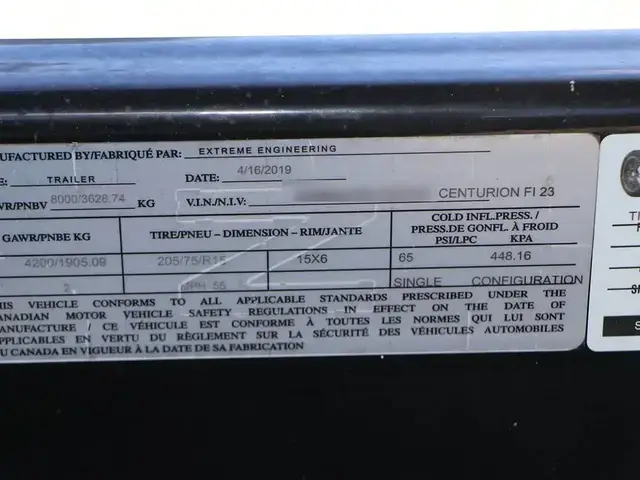 ANUFACTURED BY/FABRIQUÉ PAR: EXTREME ENGINEERING
E: TRAILER DATE: 4/16/2019
WR/PNBV 8000/3628.74 KG V.I.N./N.I.V: CENTURION FI 23
GAWR/PNBE KG TIRE/PNEU – DIMENSION – RIM/JANTE COLD INFL.PRESS./
PRESS.DE GONFL. À FROID
PSI/LPC KPA
4200/1905.09 205/75/R15 15X6 65 448.16
2 MPH 55 SINGLE CONFIGURATION
HIS VEHICLE CONFORMS TO ALL APPLICABLE STANDARDS PRESCRIBED UNDER THE
ANADIAN MOTOR VEHICLE SAFETY REGULATIONS IN EFFECT ON THE DATE OF
ANUFACTURE / CE VÉHICULE EST CONFORME À TOUTES LES NORMES QUI LUI SONT
PPLICABLES EN VERTU DU RÈGLEMENT SUR LA SÉCURITÉ DES VÉHICULES AUTOMOBILES
U CANADA EN VIGUEUR À LA DATE DE SA FABRICATION